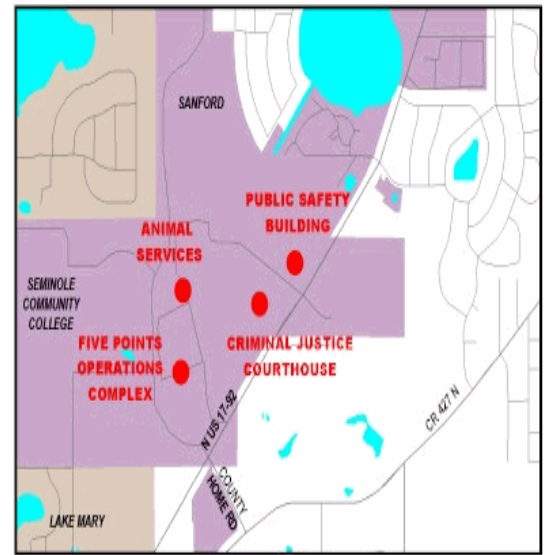 SANFORD
PUBLIC SAFETY
BUILDING
ANIMAL
SERVICES
SEMINOLE
COMMUNITY
COLLEGE
FIVE POINTS
OPERATIONS
COMPLEX
CRIMINAL JUSTICE
COURTHOUSE
N US 17-92
CR 427 N
COUNTY
HOME RD
LAKE MARY